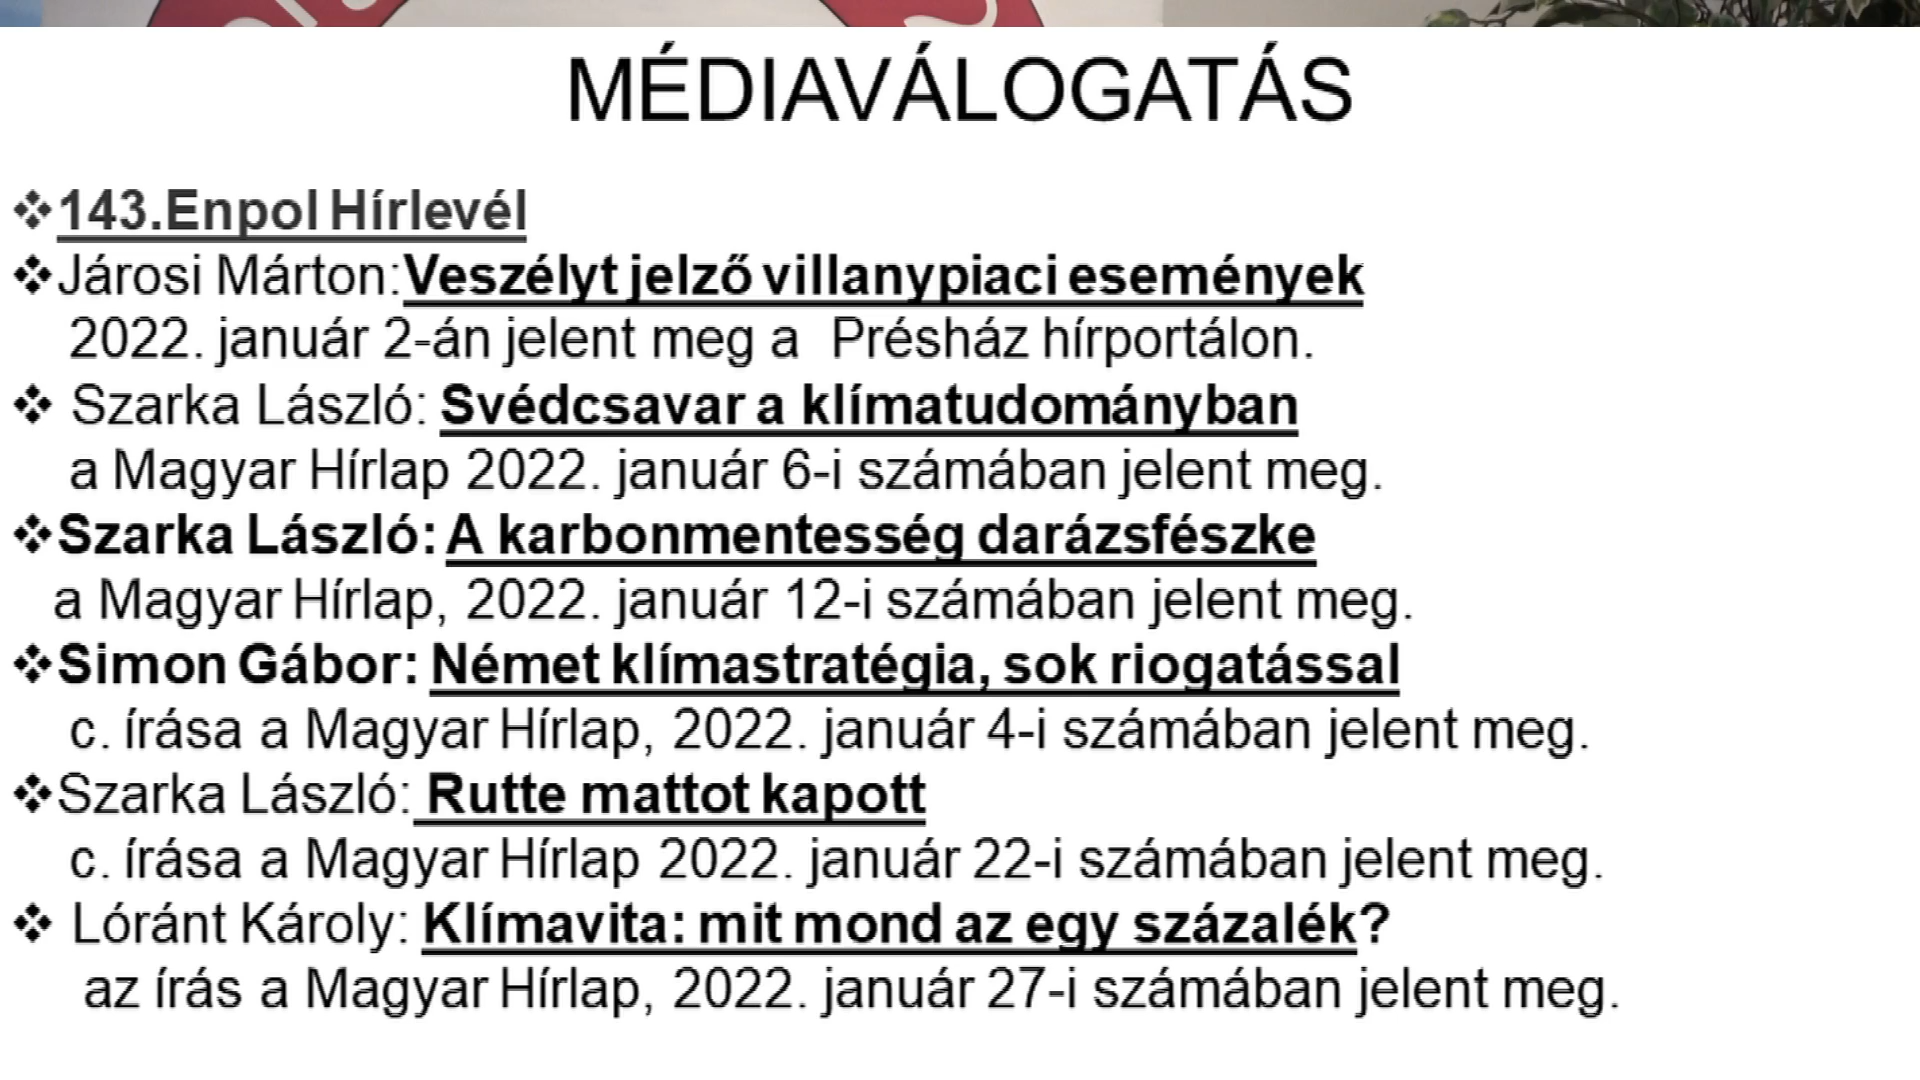 MÉDIAVÁLOGATÁS
❖143.Enpol Hírlevél
❖Járosi Márton:Veszélyt jelző villanypiaci események
2022. január 2-án jelent meg a Présház hírportálon.
❖ Szarka László: Svédcsavar a klímatudományban
a Magyar Hírlap 2022. január 6-i számában jelent meg.
❖Szarka László: A karbonmentesség darázsfészke
a Magyar Hírlap, 2022. január 12-i számában jelent meg.
❖Simon Gábor: Német klímastratégia, sok riogatással
c. írása a Magyar Hírlap, 2022. január 4-i számában jelent meg.
❖Szarka László: Rutte mattot kapott
c. írása a Magyar Hírlap 2022. január 22-i számában jelent meg.
❖ Lóránt Károly: Klímavita: mit mond az egy százalék?
az írás a Magyar Hírlap, 2022. január 27-i számában jelent meg.